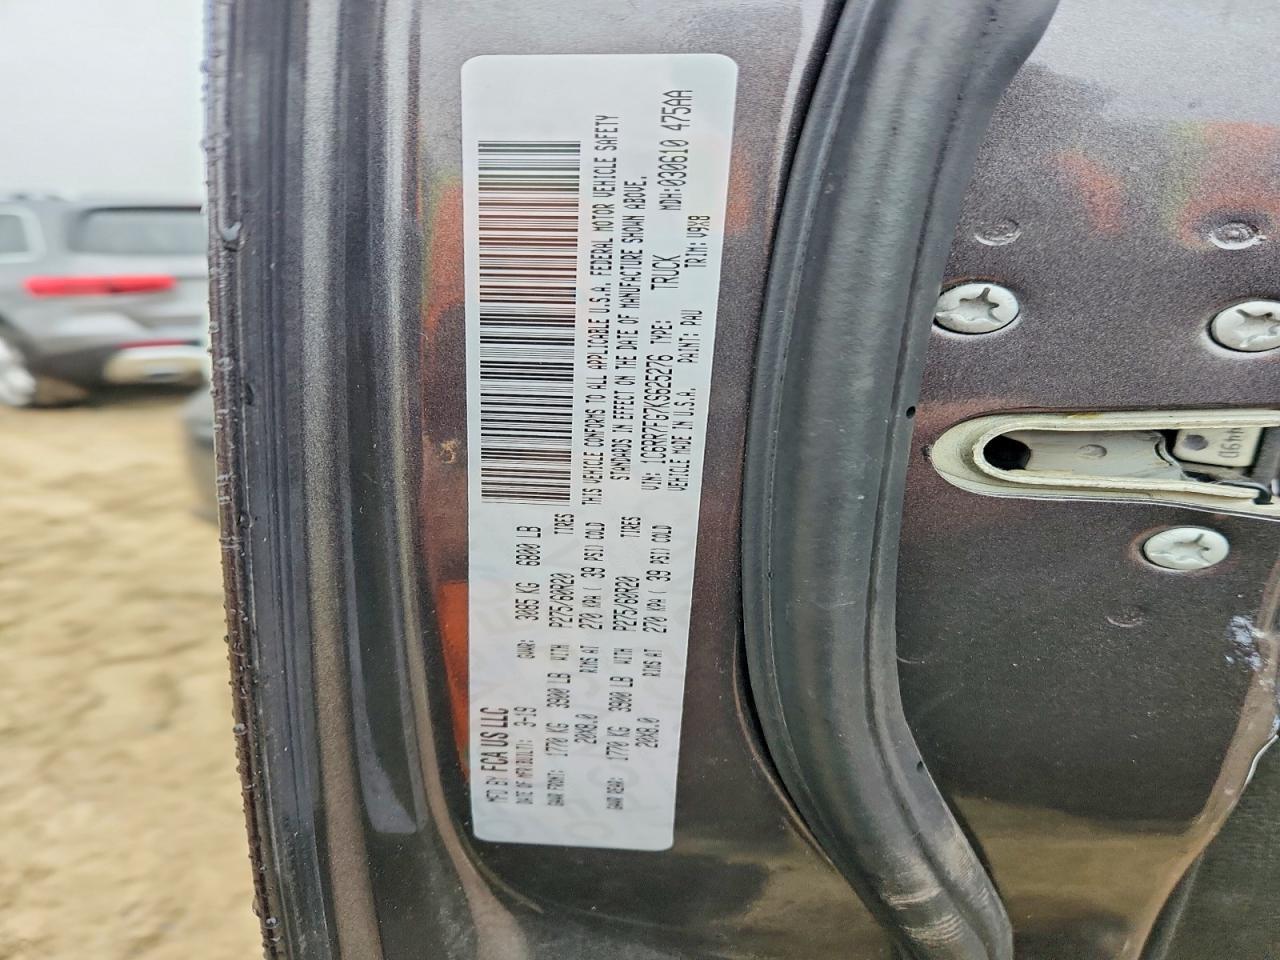 MFD BY FCA US LLC
DATE OF MFR/BUILT: 3-19 GVWR: 3085 KG 6800 LB
GAWR FRONT: 1770 KG 3900 LB WITH P275/60R20 TIRES
20X8.0 RIMS AT 270 KPA ( 39 PSI) COLD
GAWR REAR: 1770 KG 3900 LB WITH P275/60R20 TIRES
20X8.0 RIMS AT 270 KPA ( 39 PSI) COLD
THIS VEHICLE CONFORMS TO ALL APPLICABLE U.S.A. FEDERAL MOTOR VEHICLE SAFETY
STANDARDS IN EFFECT ON THE DATE OF MANUFACTURE SHOWN ABOVE.
VIN: 1C6RR7FG7KS625276 TYPE: TRUCK MDH:030610 475AA
VEHICLE MADE IN U.S.A. PAINT: PAU TRIM: V9X8